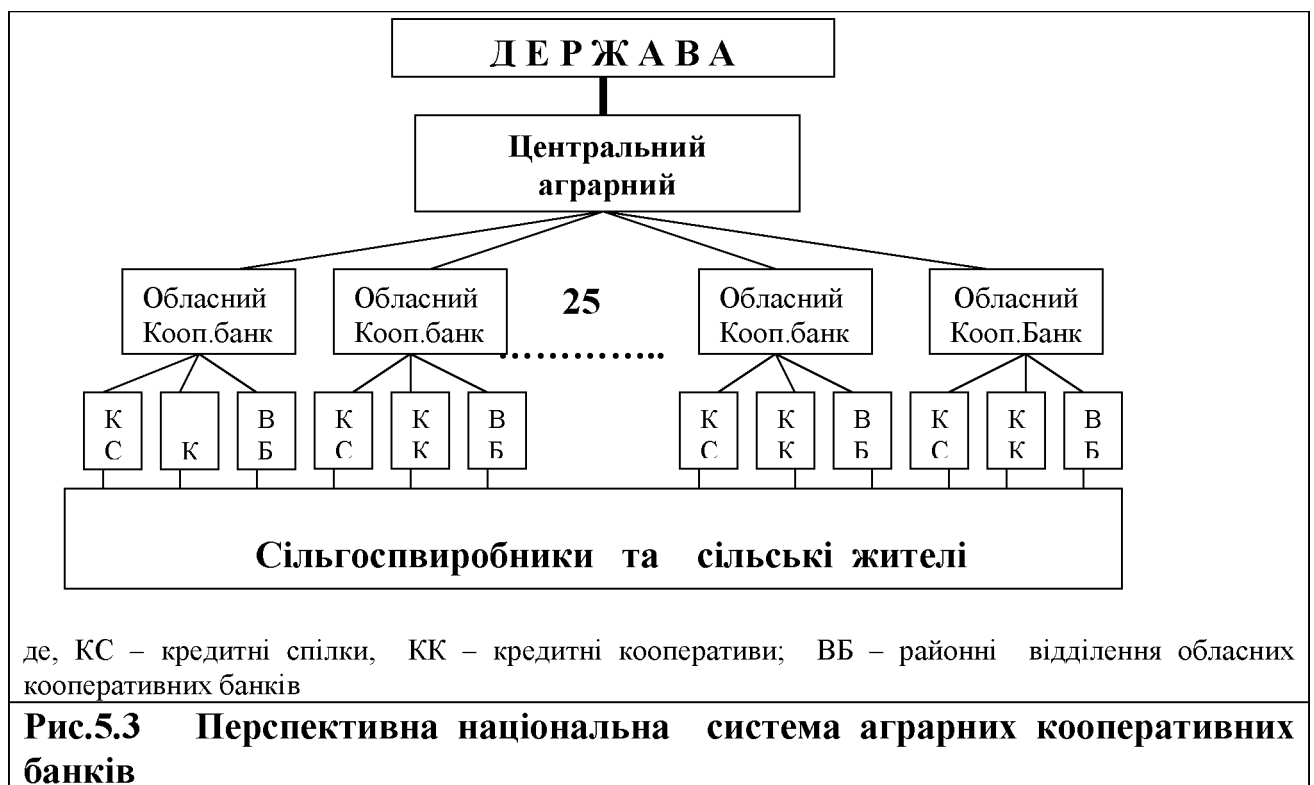 Д Е Р Ж А В А
Центральний
аграрний
Обласний
Кооп.банк
Обласний
Кооп.банк
25
.................
Обласний
Кооп.банк
Обласний
Кооп.Банк
К
С
К
В
Б
К
С
К
К
В
Б
К
С
К
К
В
Б
К
С
К
К
В
Б
Сільгоспвиробники та сільські жителі
де, КС – кредитні спілки, КК – кредитні кооперативи; ВБ – районні відділення обласних
кооперативних банків
Рис.5.3 Перспективна національна система аграрних кооперативних
банків